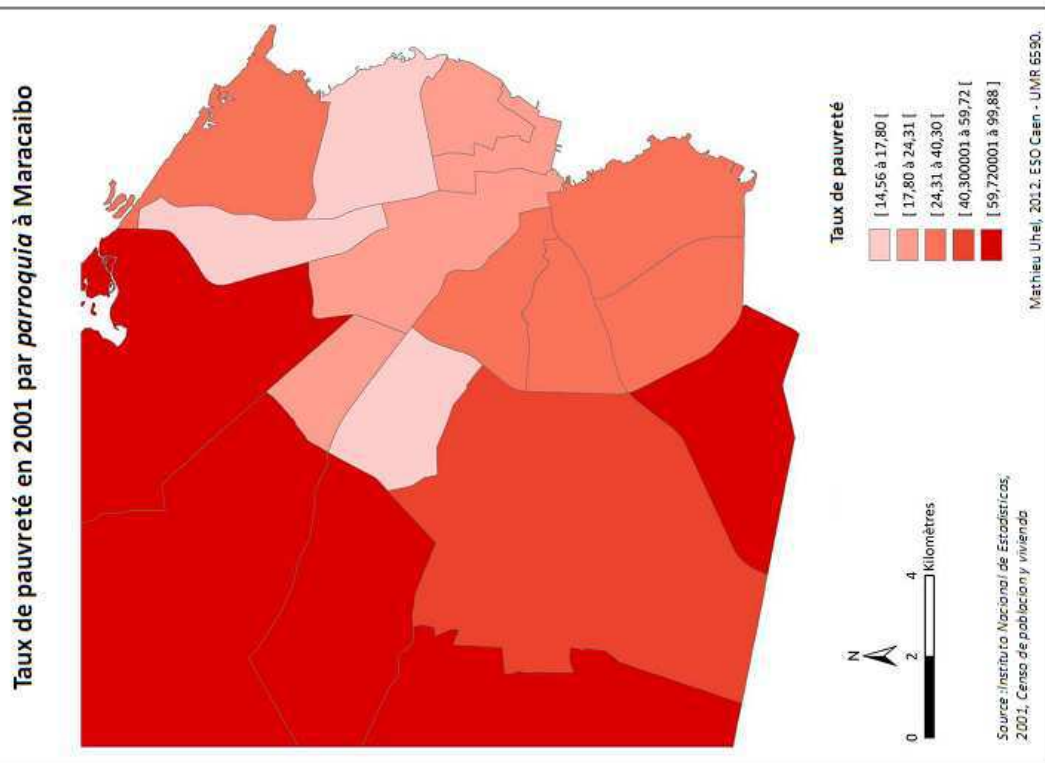 Taux de pauvreté en 2001 par parroquia à Maracaibo
Taux de pauvreté
[ 14,56 à 17,80 [
[ 17,80 à 24,31 [
[ 24,31 à 40,30 [
[ 40,300001 à 59,72 [
[ 59,720001 à 99,88 ]
N
0 2 4
Kilomètres
Source :Instituto Nacional de Estadisticas,
2001, Censo de poblacion y vivienda
Mathieu Uhel, 2012. ESO Caen - UMR 6590.